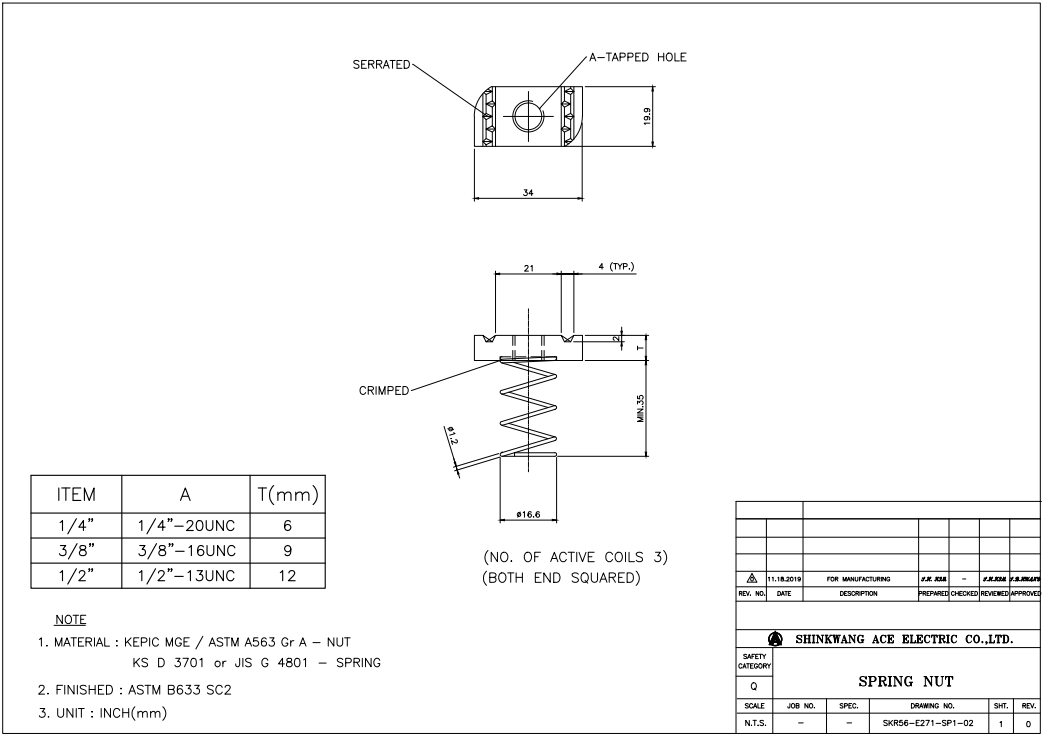 SERRATED
A-TAPPED HOLE
19.9
34
21
4 (TYP.)
2
T
CRIMPED
MIN.35
ø1.2
ø16.6
(NO. OF ACTIVE COILS 3)
(BOTH END SQUARED)
ITEM A T(mm)
1/4" 1/4"-20UNC 6
3/8" 3/8"-16UNC 9
1/2" 1/2"-13UNC 12
NOTE
1. MATERIAL : KEPIC MGE / ASTM A563 Gr A - NUT
KS D 3701 or JIS G 4801 - SPRING
2. FINISHED : ASTM B633 SC2
3. UNIT : INCH(mm)
0 11.18.2019 FOR MANUFACTURING -
REV. NO. DATE DESCRIPTION PREPARED CHECKED REVIEWED APPROVED
SHINKWANG ACE ELECTRIC CO.,LTD.
SAFETY
CATEGORY
Q
SPRING NUT
SCALE JOB NO. SPEC. DRAWING NO. SHT. REV.
N.T.S. - - SKR56-E271-SP1-02 1 0